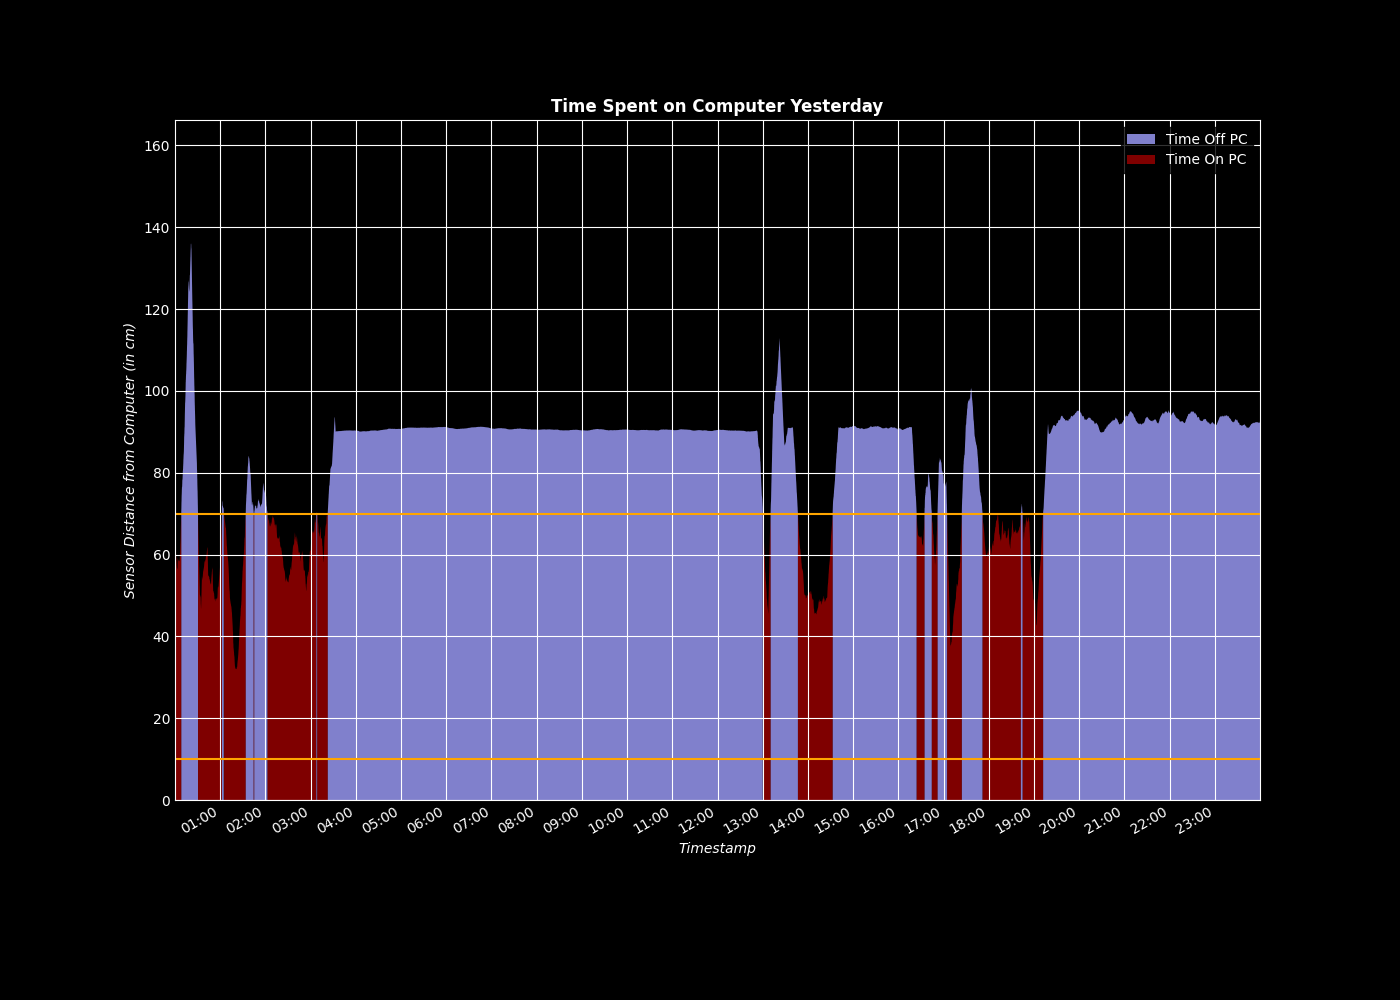 Time Spent on Computer Yesterday
Time Off PC
Time On PC
Sensor Distance from Computer (in cm)
160
140
120
100
80
60
40
20
0
01:00 02:00 03:00 04:00 05:00 06:00 07:00 08:00 09:00 10:00 11:00 12:00 13:00 14:00 15:00 16:00 17:00 18:00 19:00 20:00 21:00 22:00 23:00
Timestamp